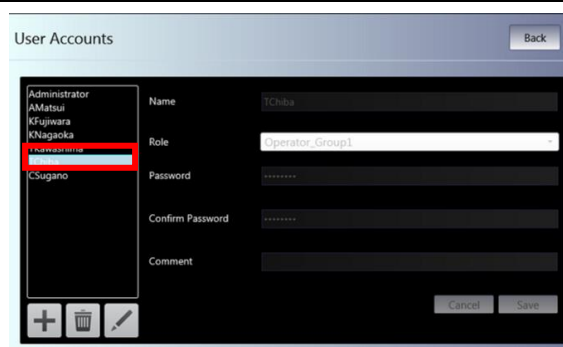 User Accounts
Back
Administrator
AMatsui
KFujiwara
KNagaoka
TKawashima
TChiba
CSugano
Name
TChiba
Role
Operator_Group1
Password
••••••••
Confirm Password
••••••••
Comment
Cancel
Save